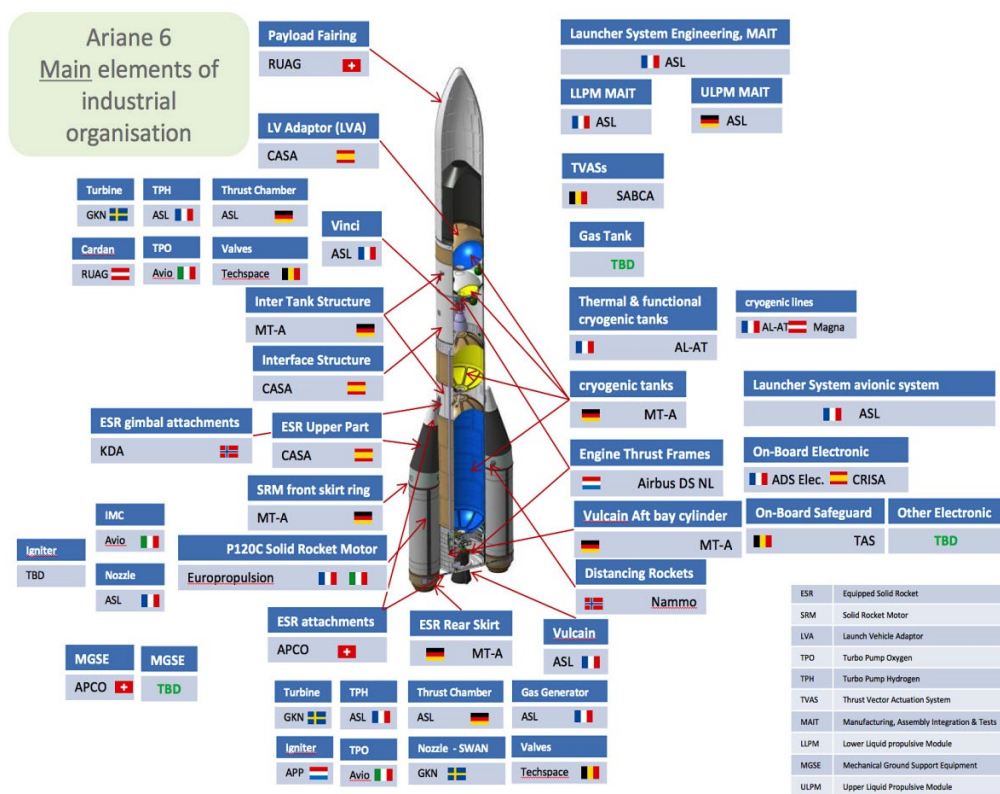 Ariane 6
Main elements of
industrial
organisation
Payload Fairing
RUAG
LV Adaptor (LVA)
CASA
Launcher System Engineering, MAIT
ASL
LLPM MAIT
ASL
ULPM MAIT
ASL
TVASs
SABCA
Gas Tank
TBD
Turbine
GKN
TPH
ASL
Thrust Chamber
ASL
Cardan
RUAG
TPO
Avio
Valves
Techspace
Vinci
ASL
Inter Tank Structure
MT-A
Interface Structure
CASA
Thermal & functional
cryogenic tanks
AL-AT
cryogenic lines
AL-AT Magna
cryogenic tanks
MT-A
Launcher System avionic system
ASL
ESR gimbal attachments
KDA
ESR Upper Part
CASA
Engine Thrust Frames
Airbus DS NL
On-Board Electronic
ADS Elec. CRISA
SRM front skirt ring
MT-A
Vulcain Aft bay cylinder
MT-A
On-Board Safeguard
TAS
Other Electronic
TBD
IMC
Avio
Igniter
TBD
Nozzle
ASL
P120C Solid Rocket Motor
Europropulsion
Distancing Rockets
Nammo
ESR attachments
APCO
ESR Rear Skirt
MT-A
Vulcain
ASL
MGSE
APCO
MGSE
TBD
Turbine
GKN
TPH
ASL
Thrust Chamber
ASL
Gas Generator
ASL
Igniter
APP
TPO
Avio
Nozzle - SWAN
GKN
Valves
Techspace
ESR Equipped Solid Rocket
SRM Solid Rocket Motor
LVA Launch Vehicle Adaptor
TPO Turbo Pump Oxygen
TPH Turbo Pump Hydrogen
TVAS Thrust Vector Actuation System
MAIT Manufacturing, Assembly Integration & Tests
LLPM Lower Liquid propulsive Module
MGSE Mechanical Ground Support Equipment
ULPM Upper Liquid Propulsive Module